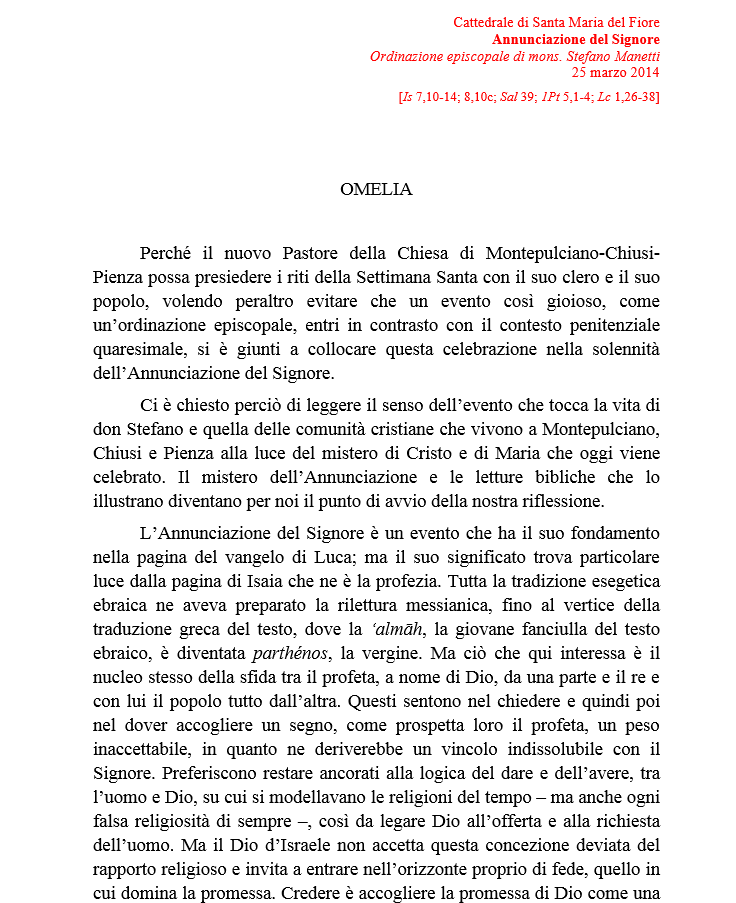 Cattedrale di Santa Maria del Fiore
Annunciazione del Signore
Ordinazione episcopale di mons. Stefano Manetti
25 marzo 2014
[Is 7,10-14; 8,10c; Sal 39; 1Pt 5,1-4; Lc 1,26-38]
OMELIA
Perché il nuovo Pastore della Chiesa di Montepulciano-Chiusi-
Pienza possa presiedere i riti della Settimana Santa con il suo clero e il suo
popolo, volendo peraltro evitare che un evento così gioioso, come
un’ordinazione episcopale, entri in contrasto con il contesto penitenziale
quaresimale, si è giunti a collocare questa celebrazione nella solennità
dell’Annunciazione del Signore.
Ci è chiesto perciò di leggere il senso dell’evento che tocca la vita di
don Stefano e quella delle comunità cristiane che vivono a Montepulciano,
Chiusi e Pienza alla luce del mistero di Cristo e di Maria che oggi viene
celebrato. Il mistero dell’Annunciazione e le letture bibliche che lo
illustrano diventano per noi il punto di avvio della nostra riflessione.
L’Annunciazione del Signore è un evento che ha il suo fondamento
nella pagina del vangelo di Luca; ma il suo significato trova particolare
luce dalla pagina di Isaia che ne è la profezia. Tutta la tradizione esegetica
ebraica ne aveva preparato la rilettura messianica, fino al vertice della
traduzione greca del testo, dove la ‘almāh, la giovane fanciulla del testo
ebraico, è diventata parthénos, la vergine. Ma ciò che qui interessa è il
nucleo stesso della sfida tra il profeta, a nome di Dio, da una parte e il re e
con lui il popolo tutto dall’altra. Questi sentono nel chiedere e quindi poi
nel dover accogliere un segno, come prospetta loro il profeta, un peso
inaccettabile, in quanto ne deriverebbe un vincolo indissolubile con il
Signore. Preferiscono restare ancorati alla logica del dare e dell’avere, tra
l’uomo e Dio, su cui si modellavano le religioni del tempo – ma anche ogni
falsa religiosità di sempre –, così da legare Dio all’offerta e alla richiesta
dell’uomo. Ma il Dio d’Israele non accetta questa concezione deviata del
rapporto religioso e invita a entrare nell’orizzonte proprio di fede, quello in
cui domina la promessa. Credere è accogliere la promessa di Dio come una